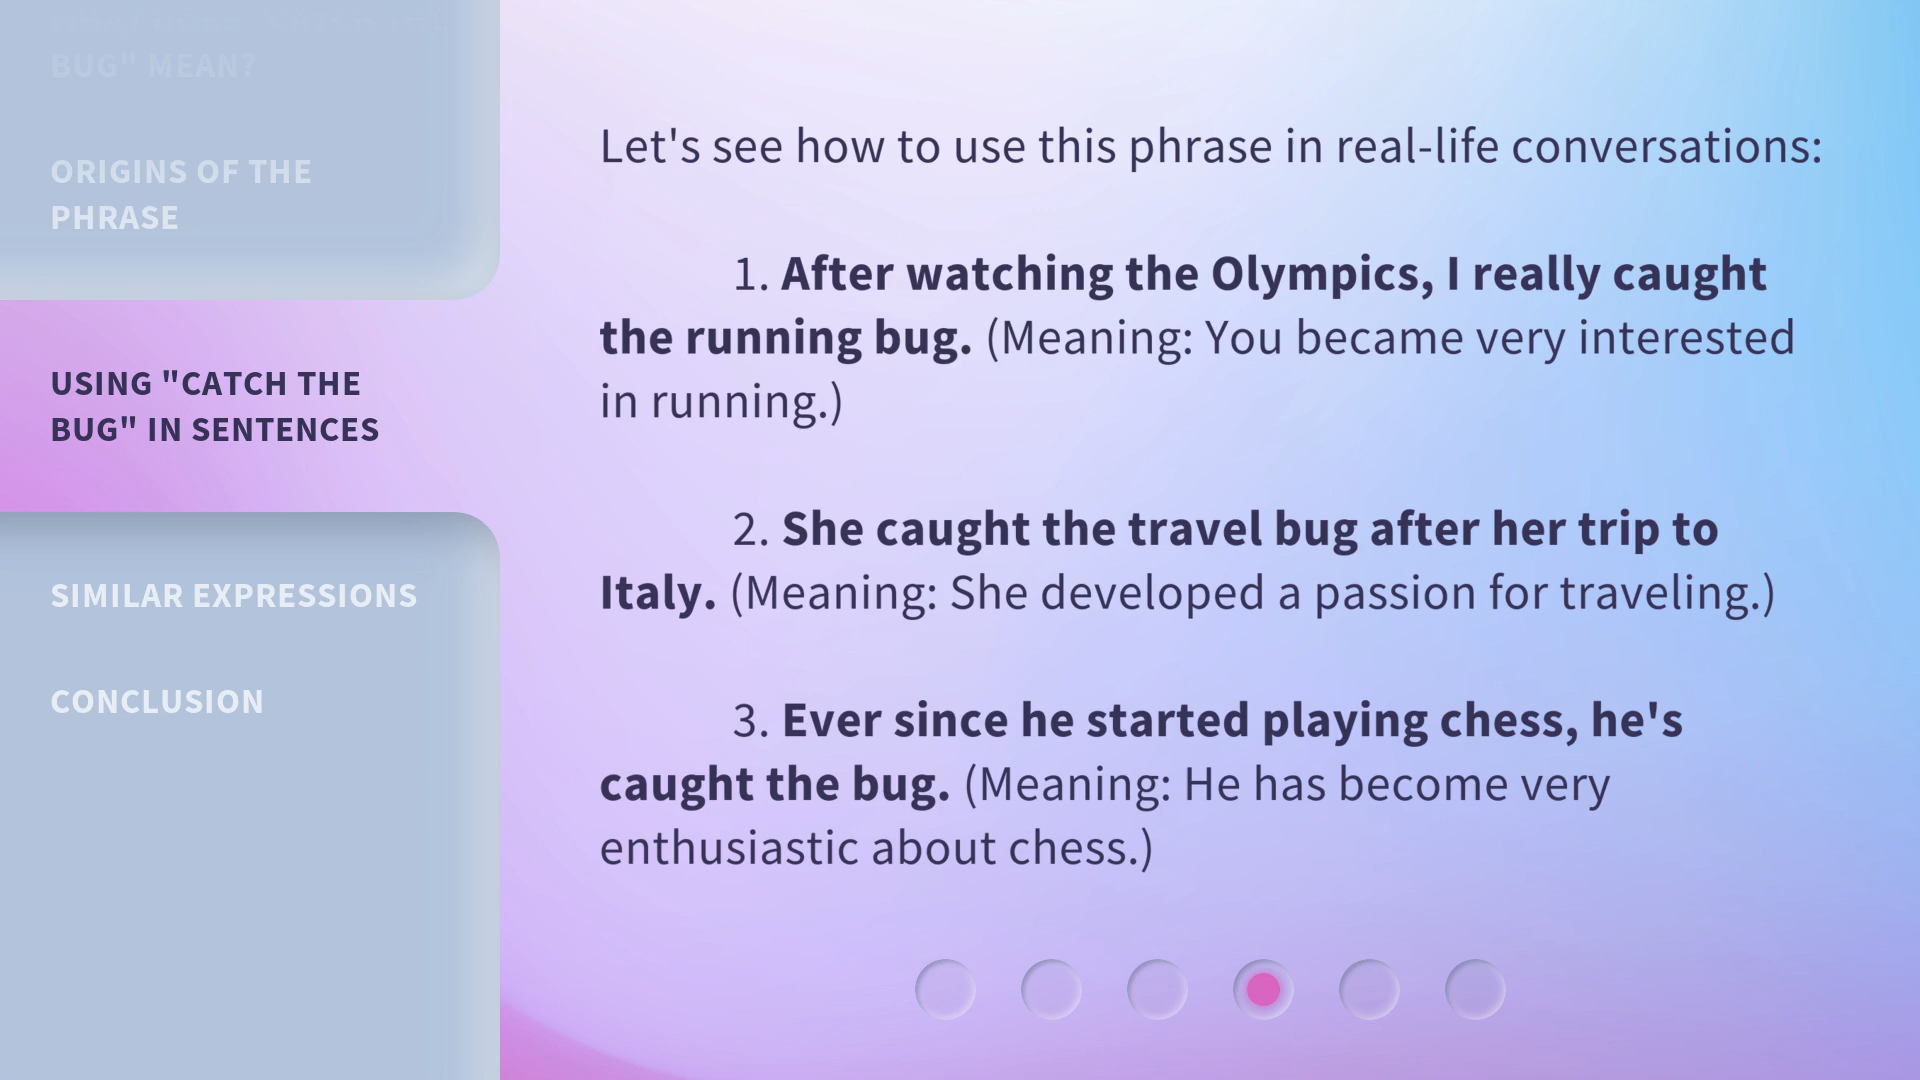 BUG" MEAN?
ORIGINS OF THE
PHRASE
USING "CATCH THE
BUG" IN SENTENCES
SIMILAR EXPRESSIONS
CONCLUSION
Let's see how to use this phrase in real-life conversations:
1. After watching the Olympics, I really caught
the running bug. (Meaning: You became very interested
in running.)
2. She caught the travel bug after her trip to
Italy. (Meaning: She developed a passion for traveling.)
3. Ever since he started playing chess, he's
caught the bug. (Meaning: He has become very
enthusiastic about chess.)